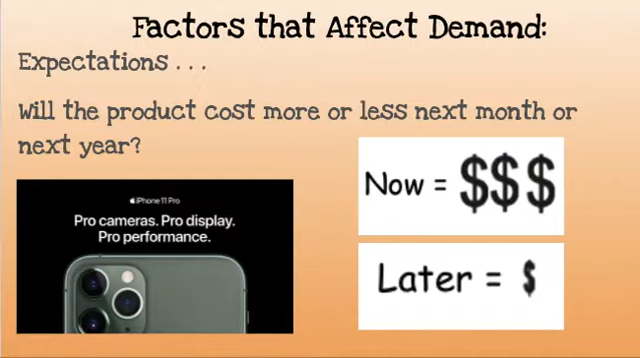 Factors that Affect Demand:
Expectations . . .
Will the product cost more or less next month or
next year?
iPhone 11 Pro
Pro cameras. Pro display.
Pro performance.
Now = $$$
Later = $